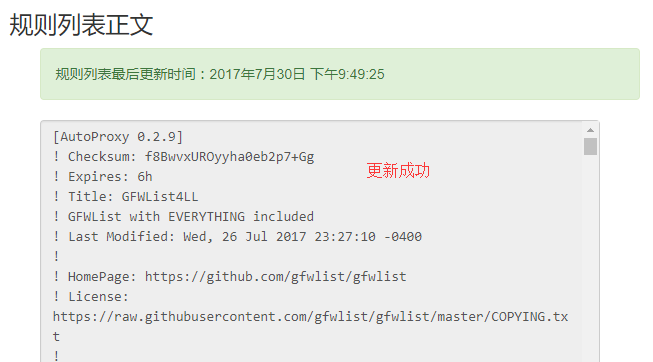 规则列表正文
规则列表最后更新时间：2017年7月30日 下午9:49:25
[AutoProxy 0.2.9]
! Checksum: f8BwvxUROyyha0eb2p7+Gg
更新成功
! Expires: 6h
! Title: GFWList4LL
! GFWList with EVERYTHING included
! Last Modified: Wed, 26 Jul 2017 23:27:10 -0400
!
! HomePage: https://github.com/gfwlist/gfwlist
! License:
https://raw.githubusercontent.com/gfwlist/gfwlist/master/COPYING.tx
t
!